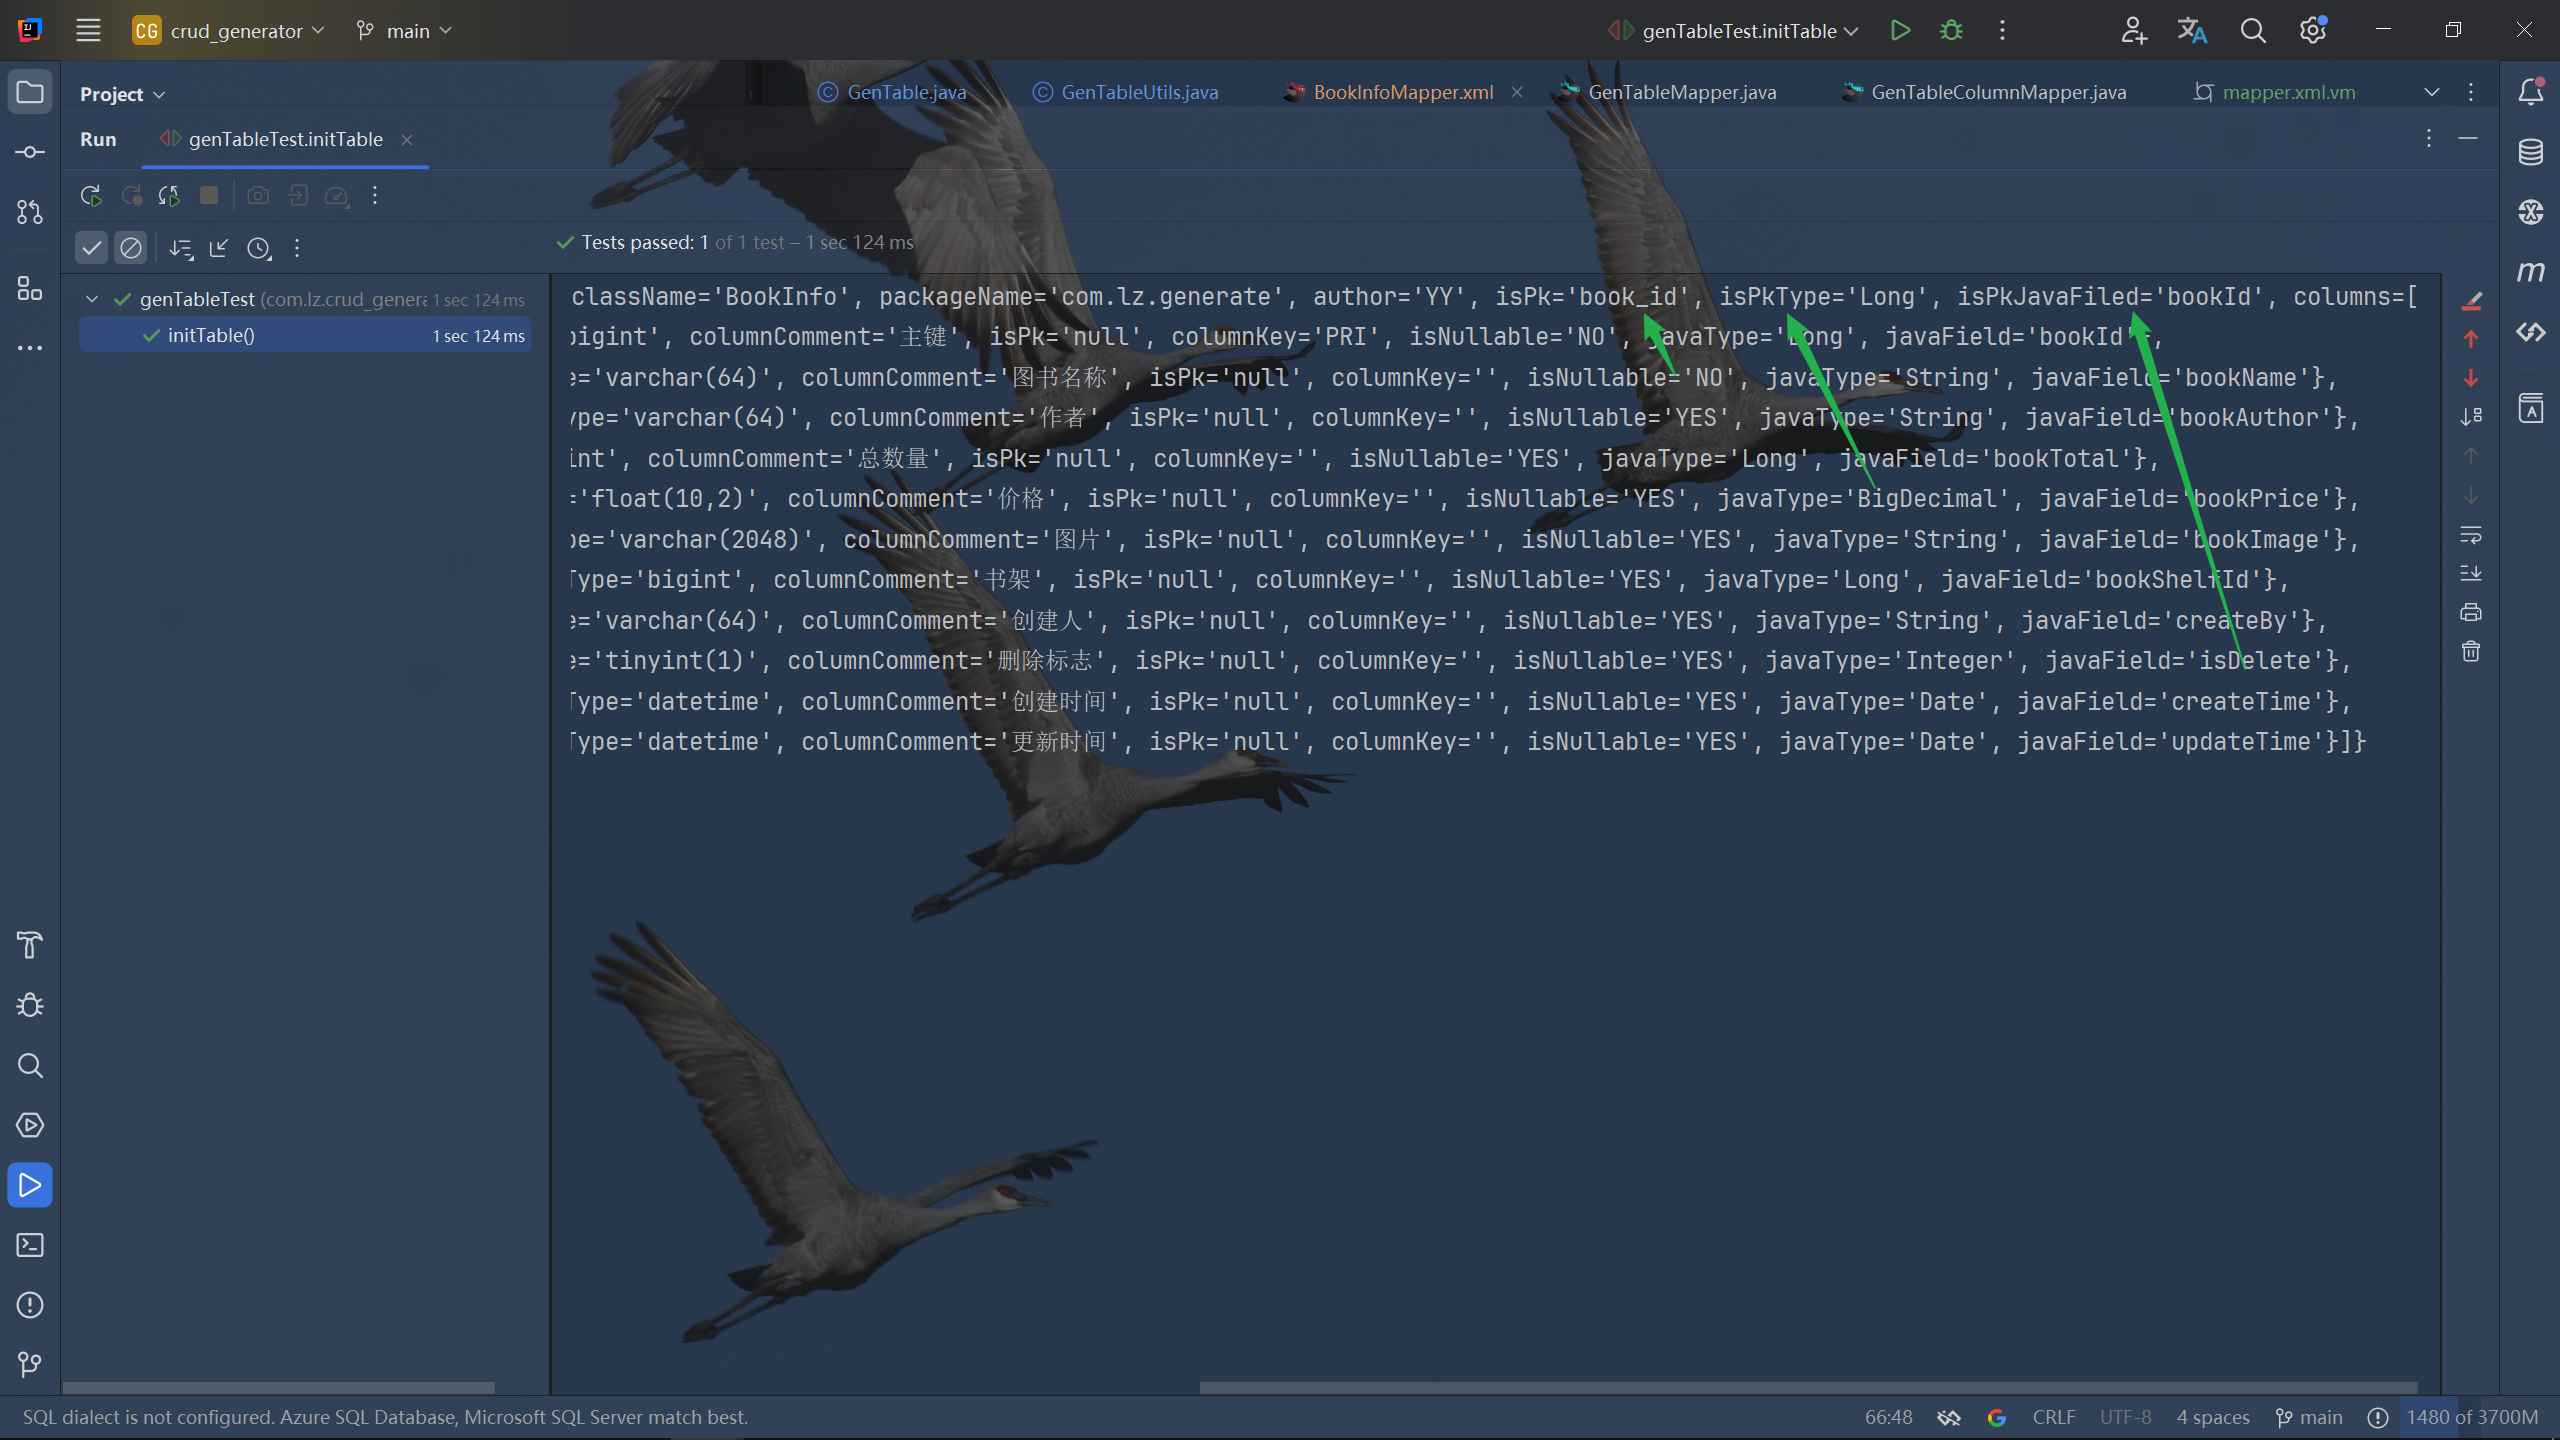 CG crud_generator main genTableTest.initTable
Project GenTable.java GenTableUtils.java BookInfoMapper.xml GenTableMapper.java GenTableColumnMapper.java mapper.xml.vm
Run genTableTest.initTable
Tests passed: 1 of 1 test – 1 sec 124 ms
genTableTest (com.lz.crud_genera 1 sec 124 ms
initTable() 1 sec 124 ms
className='BookInfo', packageName='com.lz.generate', author='YY', isPk='book_id', isPkType='Long', isPkJavaFiled='bookId', columns=[
bigint', columnComment='主键', isPk='null', columnKey='PRI', isNullable='NO', javaType='Long', javaField='bookId'},
e='varchar(64)', columnComment='图书名称', isPk='null', columnKey='', isNullable='NO', javaType='String', javaField='bookName'},
ype='varchar(64)', columnComment='作者', isPk='null', columnKey='', isNullable='YES', javaType='String', javaField='bookAuthor'},
int', columnComment='总数量', isPk='null', columnKey='', isNullable='YES', javaType='Long', javaField='bookTotal'},
='float(10,2)', columnComment='价格', isPk='null', columnKey='', isNullable='YES', javaType='BigDecimal', javaField='bookPrice'},
pe='varchar(2048)', columnComment='图片', isPk='null', columnKey='', isNullable='YES', javaType='String', javaField='bookImage'},
Type='bigint', columnComment='书架', isPk='null', columnKey='', isNullable='YES', javaType='Long', javaField='bookShelfId'},
e='varchar(64)', columnComment='创建人', isPk='null', columnKey='', isNullable='YES', javaType='String', javaField='createBy'},
e='tinyint(1)', columnComment='删除标志', isPk='null', columnKey='', isNullable='YES', javaType='Integer', javaField='isDelete'},
Type='datetime', columnComment='创建时间', isPk='null', columnKey='', isNullable='YES', javaType='Date', javaField='createTime'},
Type='datetime', columnComment='更新时间', isPk='null', columnKey='', isNullable='YES', javaType='Date', javaField='updateTime'}]}
SQL dialect is not configured. Azure SQL Database, Microsoft SQL Server match best. 66:48 CRLF UTF-8 4 spaces main 1480 of 3700M